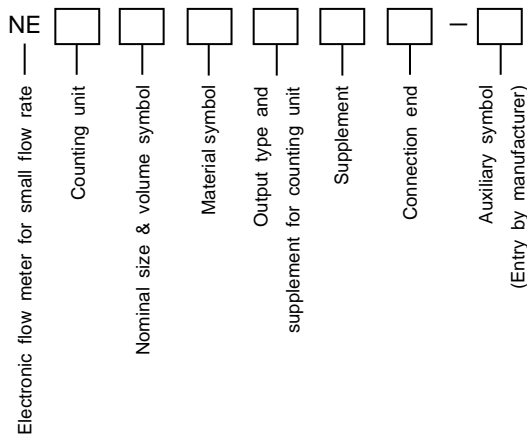 NE –
Electronic flow meter for small flow rate
Counting unit
Nominal size & volume symbol
Material symbol
Output type and
supplement for counting unit
Supplement
Connection end
Auxiliary symbol
(Entry by manufacturer)